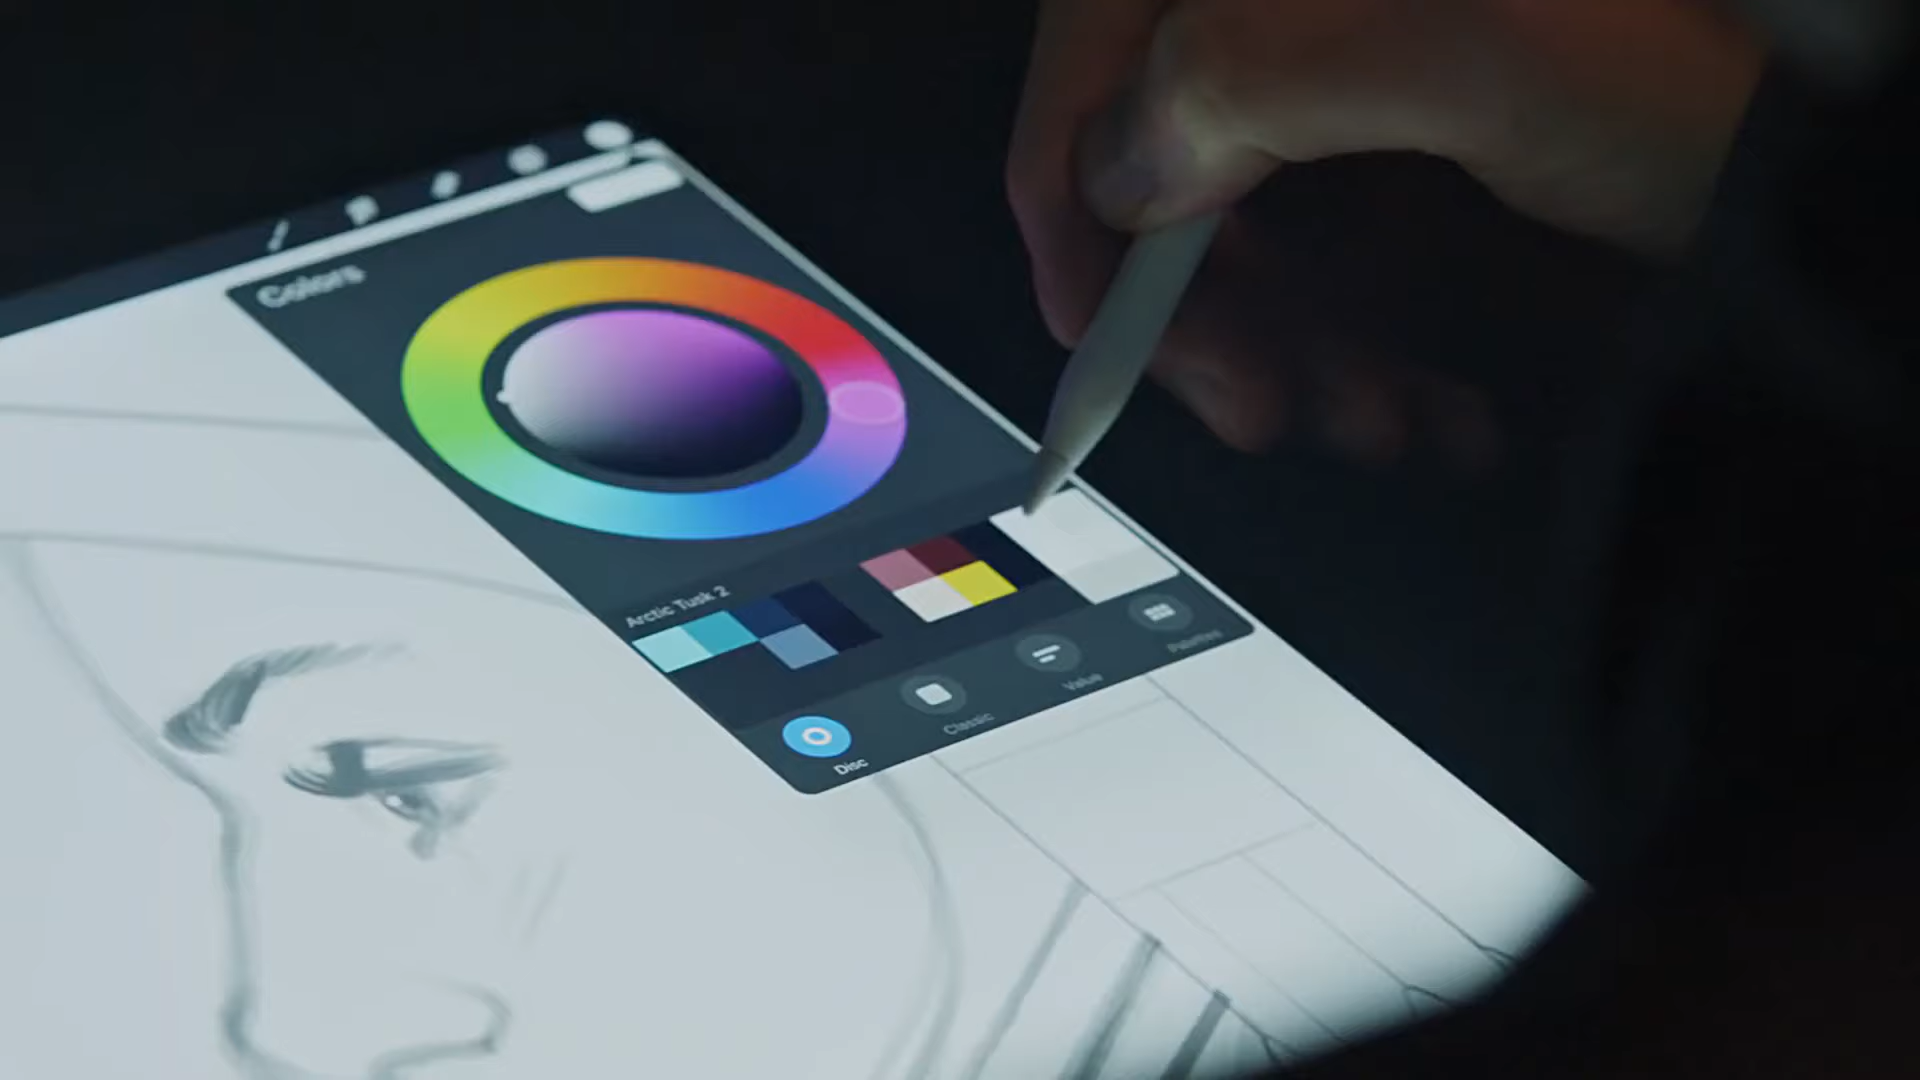 Colors
Arctic Tusk 2
Disc
Classic
Value
Palettes